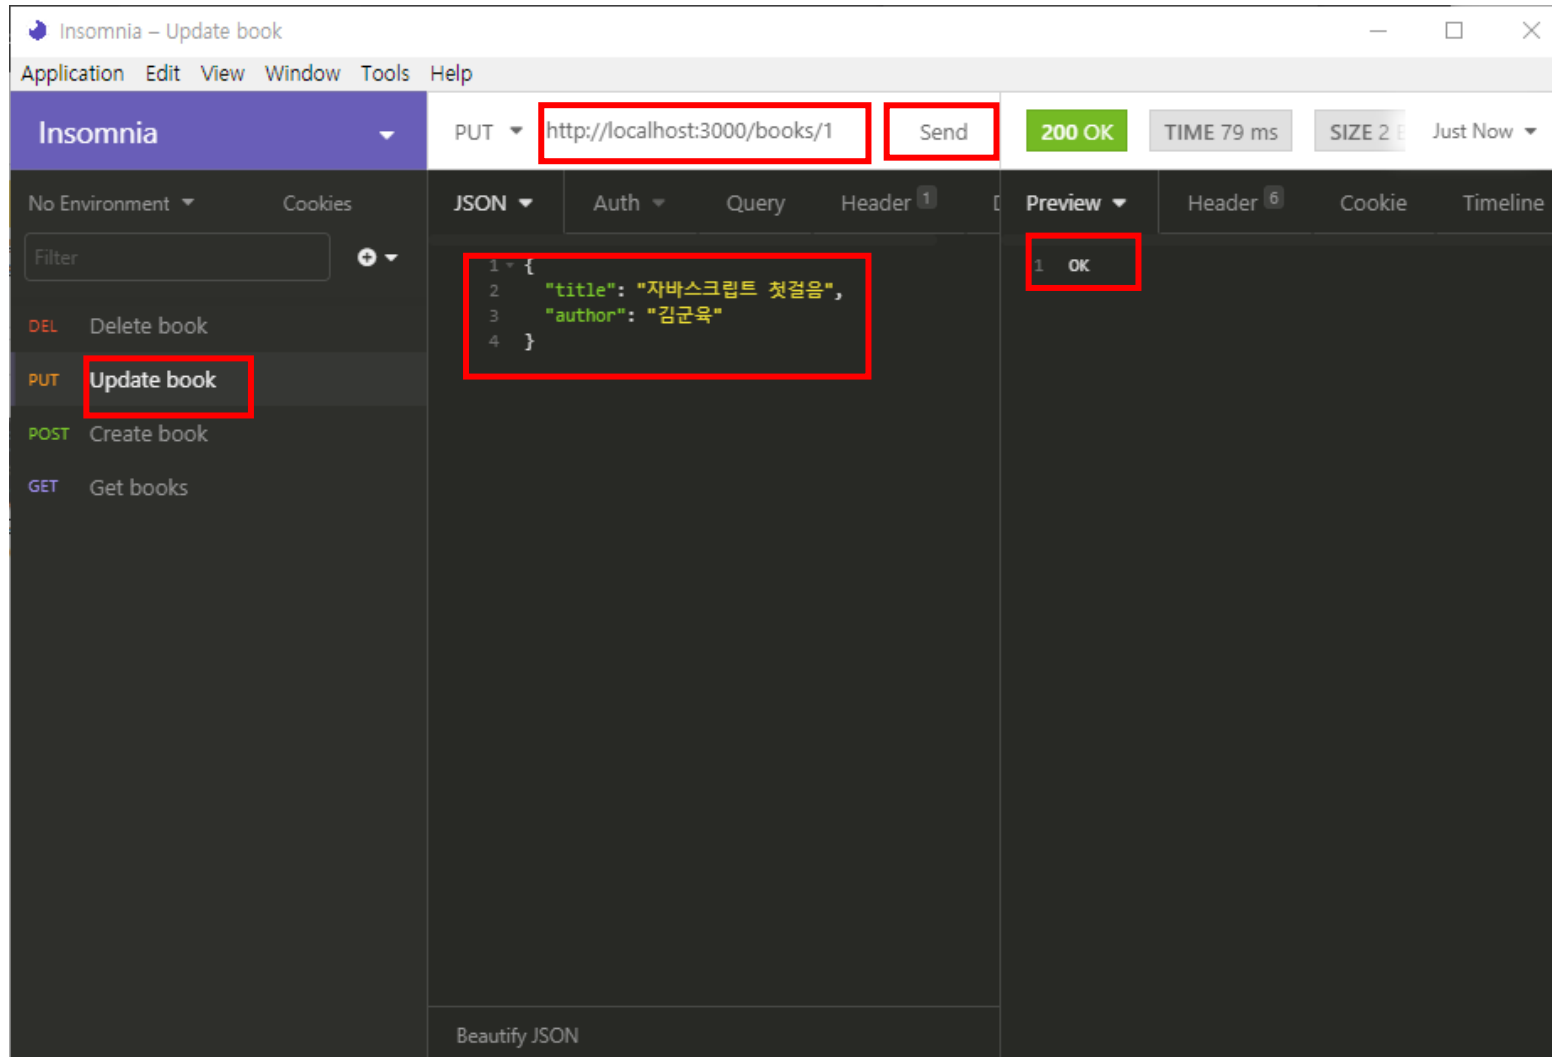 Insomnia – Update book
Application Edit View Window Tools Help
Insomnia
PUT http://localhost:3000/books/1 Send
200 OK TIME 79 ms SIZE 2 Just Now
No Environment Cookies
JSON Auth Query Header 1
Preview Header 6 Cookie Timeline
Filter
DEL Delete book
PUT Update book
POST Create book
GET Get books
1 {
2 "title": "자바스크립트 첫걸음",
3 "author": "김군육"
4 }
1 OK
Beautify JSON